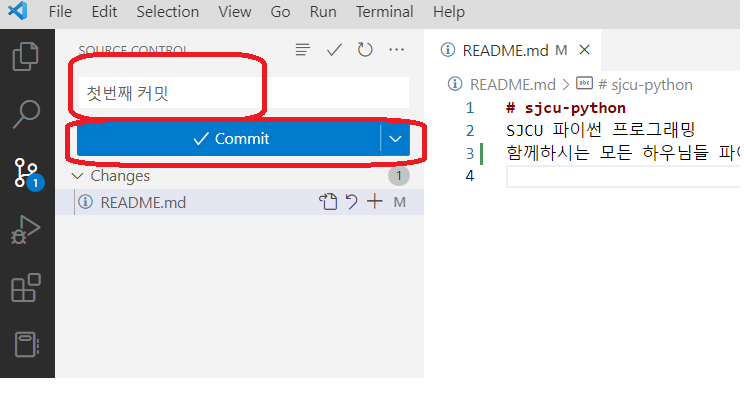 File Edit Selection View Go Run Terminal Help
SOURCE CONTROL
첫번째 커밋
Commit
Changes 1
README.md M
1
README.md M
README.md > # sjcu-python
1 # sjcu-python
2 SJCU 파이썬 프로그래밍
3 함께하시는 모든 하우님들 파이
4